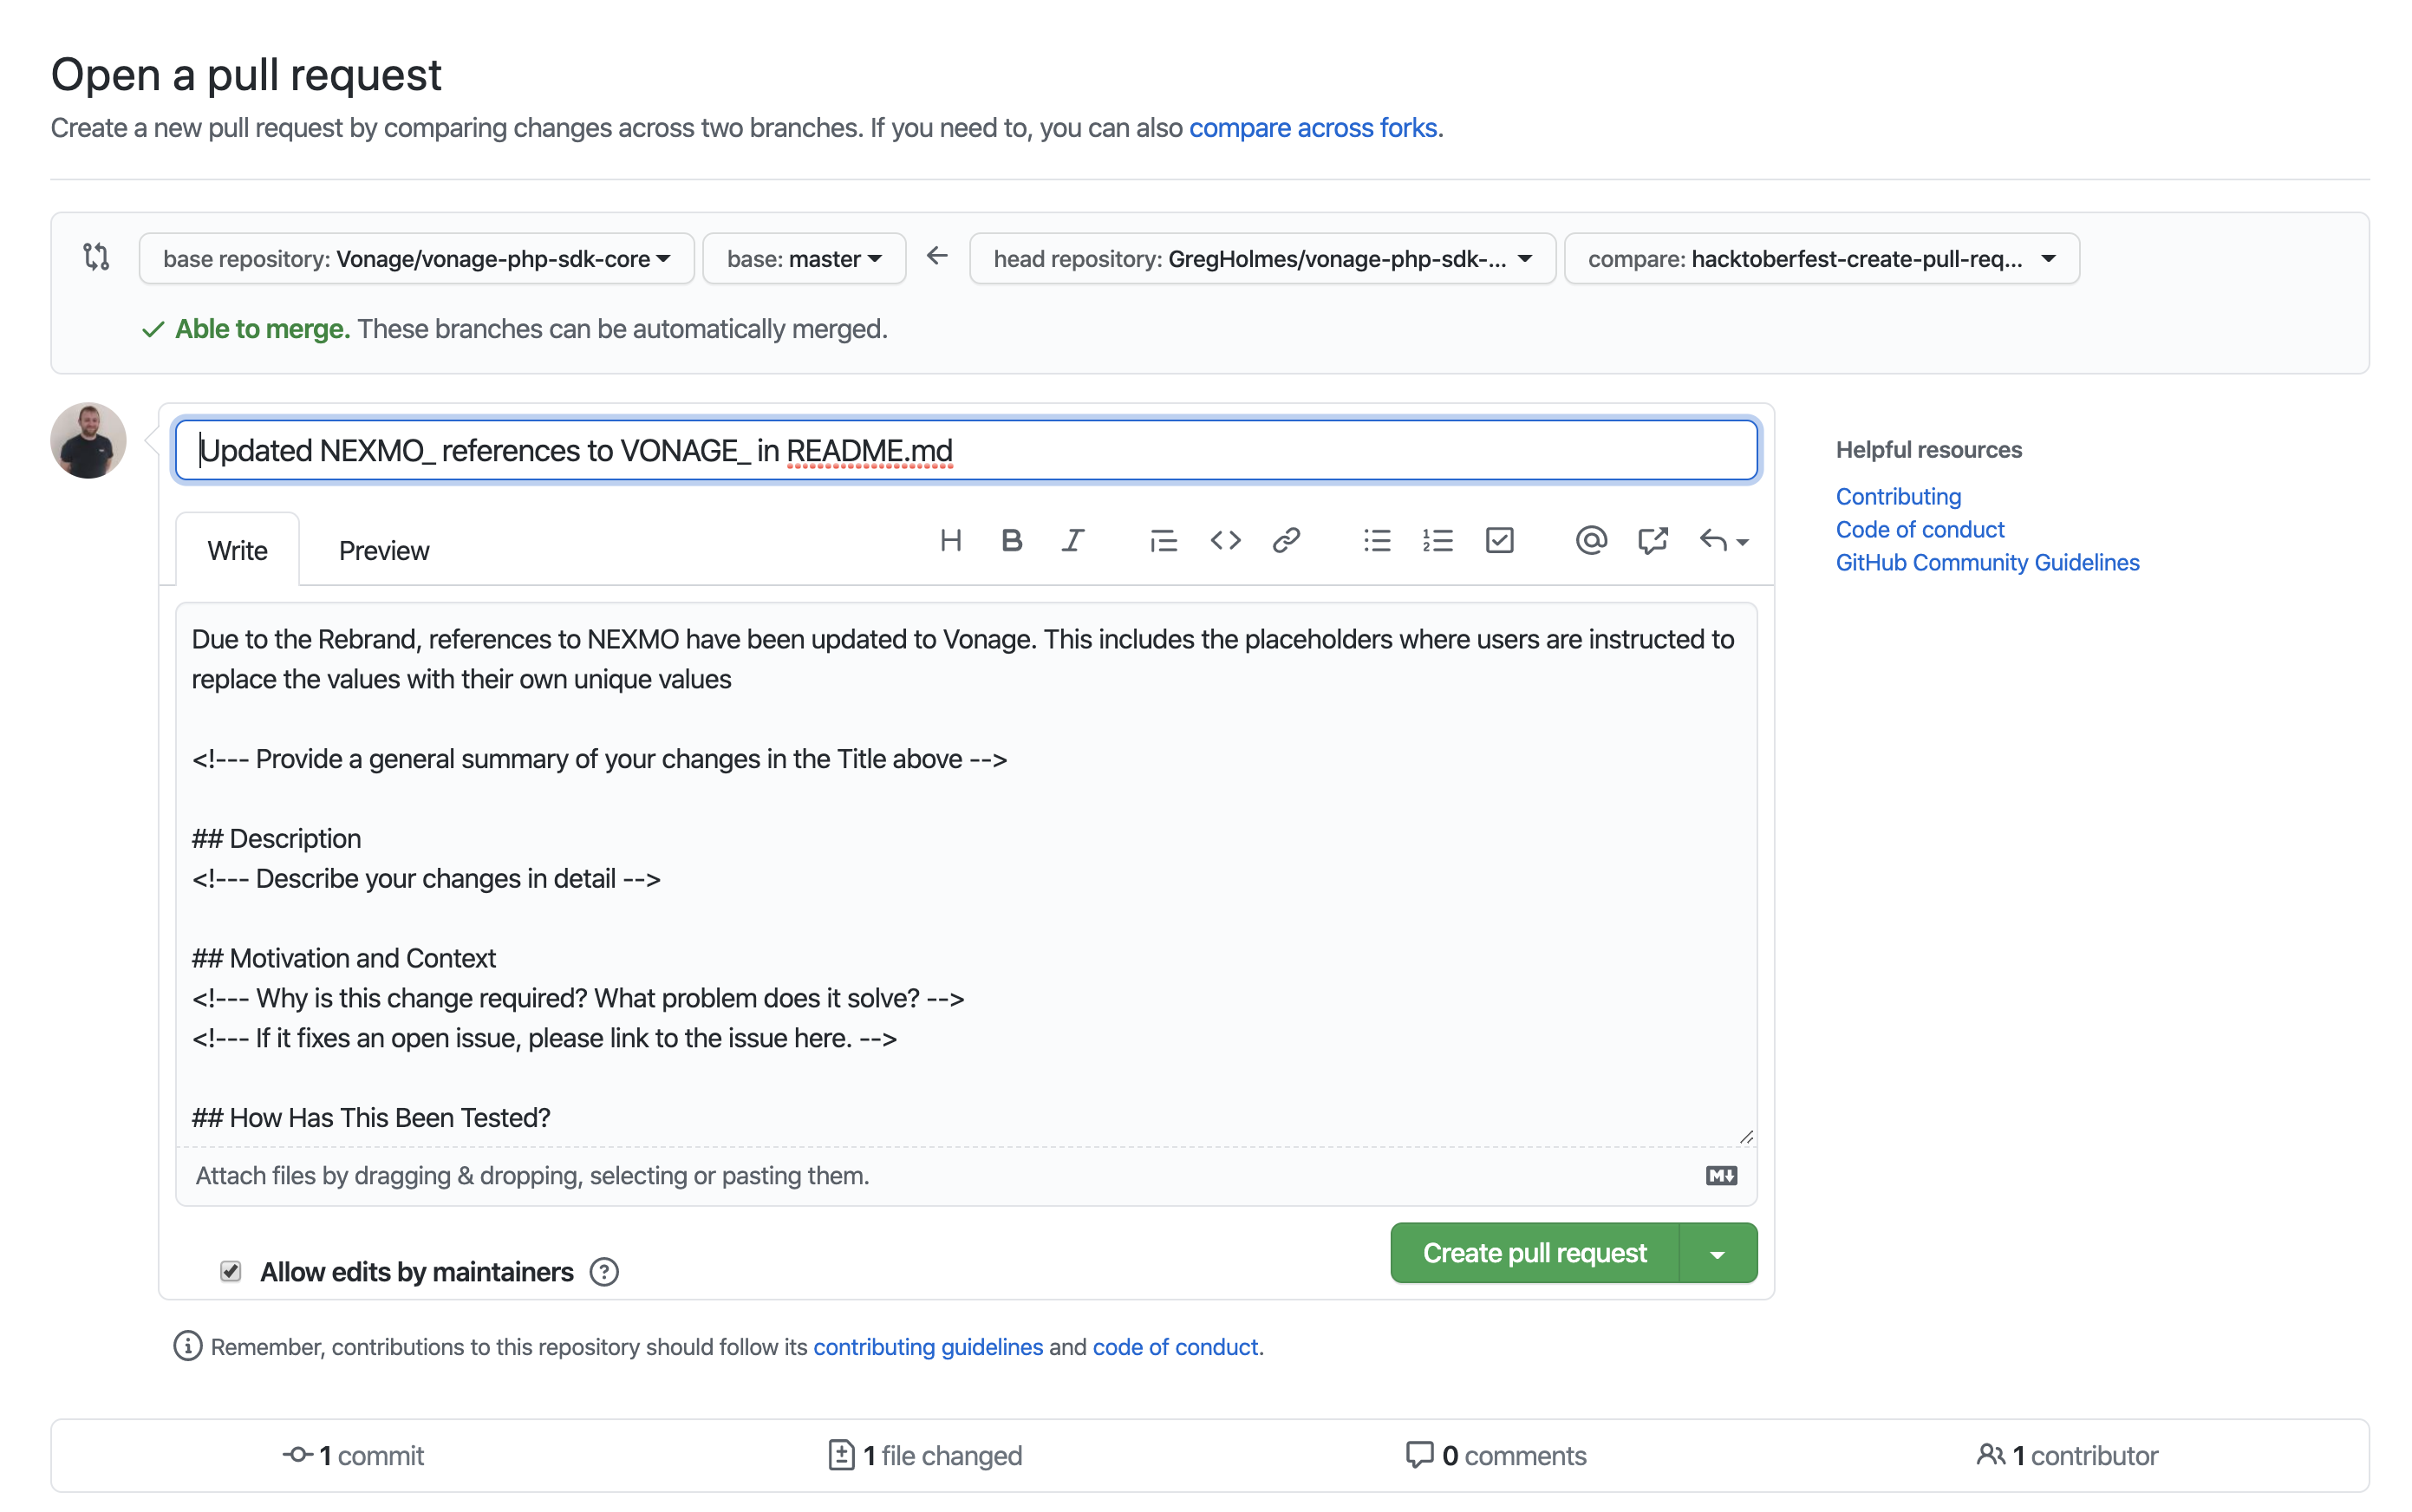 Open a pull request
Create a new pull request by comparing changes across two branches. If you need to, you can also compare across forks.
base repository: Vonage/vonage-php-sdk-core base: master head repository: GregHolmes/vonage-php-sdk-... compare: hacktoberfest-create-pull-req...
Able to merge. These branches can be automatically merged.
Updated NEXMO_ references to VONAGE_ in README.md
Helpful resources
Contributing
Code of conduct
GitHub Community Guidelines
Write Preview
Due to the Rebrand, references to NEXMO have been updated to Vonage. This includes the placeholders where users are instructed to
replace the values with their own unique values
<!--- Provide a general summary of your changes in the Title above -->
## Description
<!--- Describe your changes in detail -->
## Motivation and Context
<!--- Why is this change required? What problem does it solve? -->
<!--- If it fixes an open issue, please link to the issue here. -->
## How Has This Been Tested?
Attach files by dragging & dropping, selecting or pasting them.
Allow edits by maintainers
Create pull request
Remember, contributions to this repository should follow its contributing guidelines and code of conduct.
1 commit 1 file changed 0 comments 1 contributor